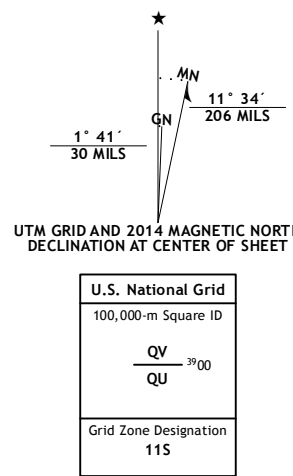 ★
MN
GN
1° 41´
30 MILS
11° 34´
206 MILS
UTM GRID AND 2014 MAGNETIC NORTH
DECLINATION AT CENTER OF SHEET
U.S. National Grid
100,000-m Square ID
QV
QU
³⁹00
Grid Zone Designation
11S